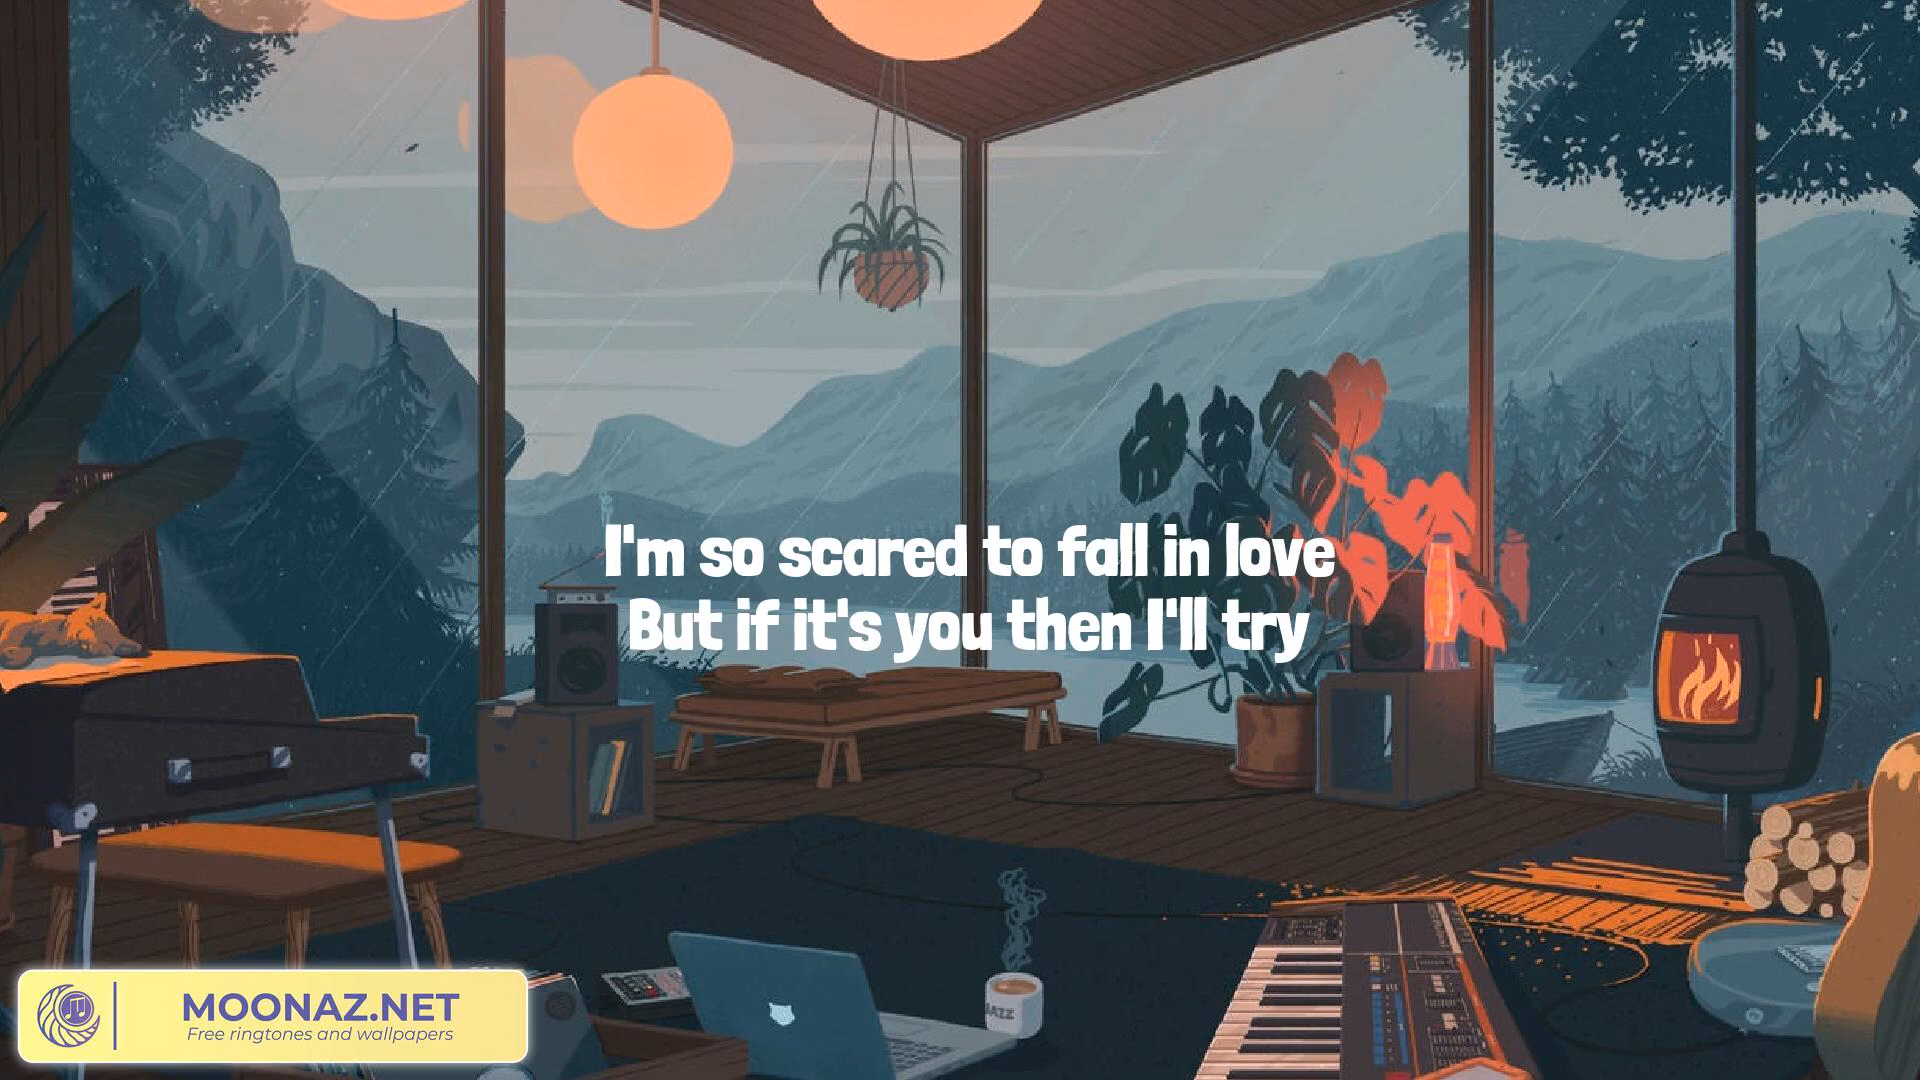 I'm so scared to fall in love
But if it's you then I'll try
JAZZ
MOONAZ.NET
Free ringtones and wallpapers